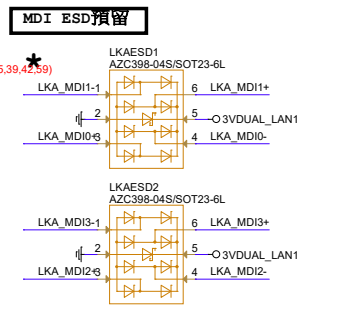 MDI ESD預留
*
5,39,42,59)
LKAESD1
AZC398-04S/SOT23-6L
LKA_MDI1- 1 6 LKA_MDI1+
2 5 3VDUAL_LAN1
LKA_MDI0+ 3 4 LKA_MDI0-
LKAESD2
AZC398-04S/SOT23-6L
LKA_MDI3- 1 6 LKA_MDI3+
2 5 3VDUAL_LAN1
LKA_MDI2+ 3 4 LKA_MDI2-